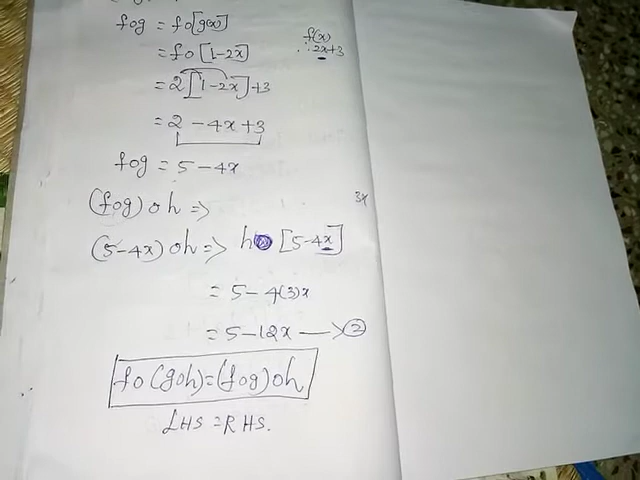 fog = fo[g(x)]
= fo [1-2x]
f(x)
∴ 2x+3
= 2[1-2x]+3
= 2 - 4x + 3
fog = 5 - 4x
(fog) oh =>
3x
(5-4x) oh => h [5-4x]
= 5 - 4(3)x
= 5 - 12x —> ②
fo(goh)=(fog)oh
LHS = RHS.